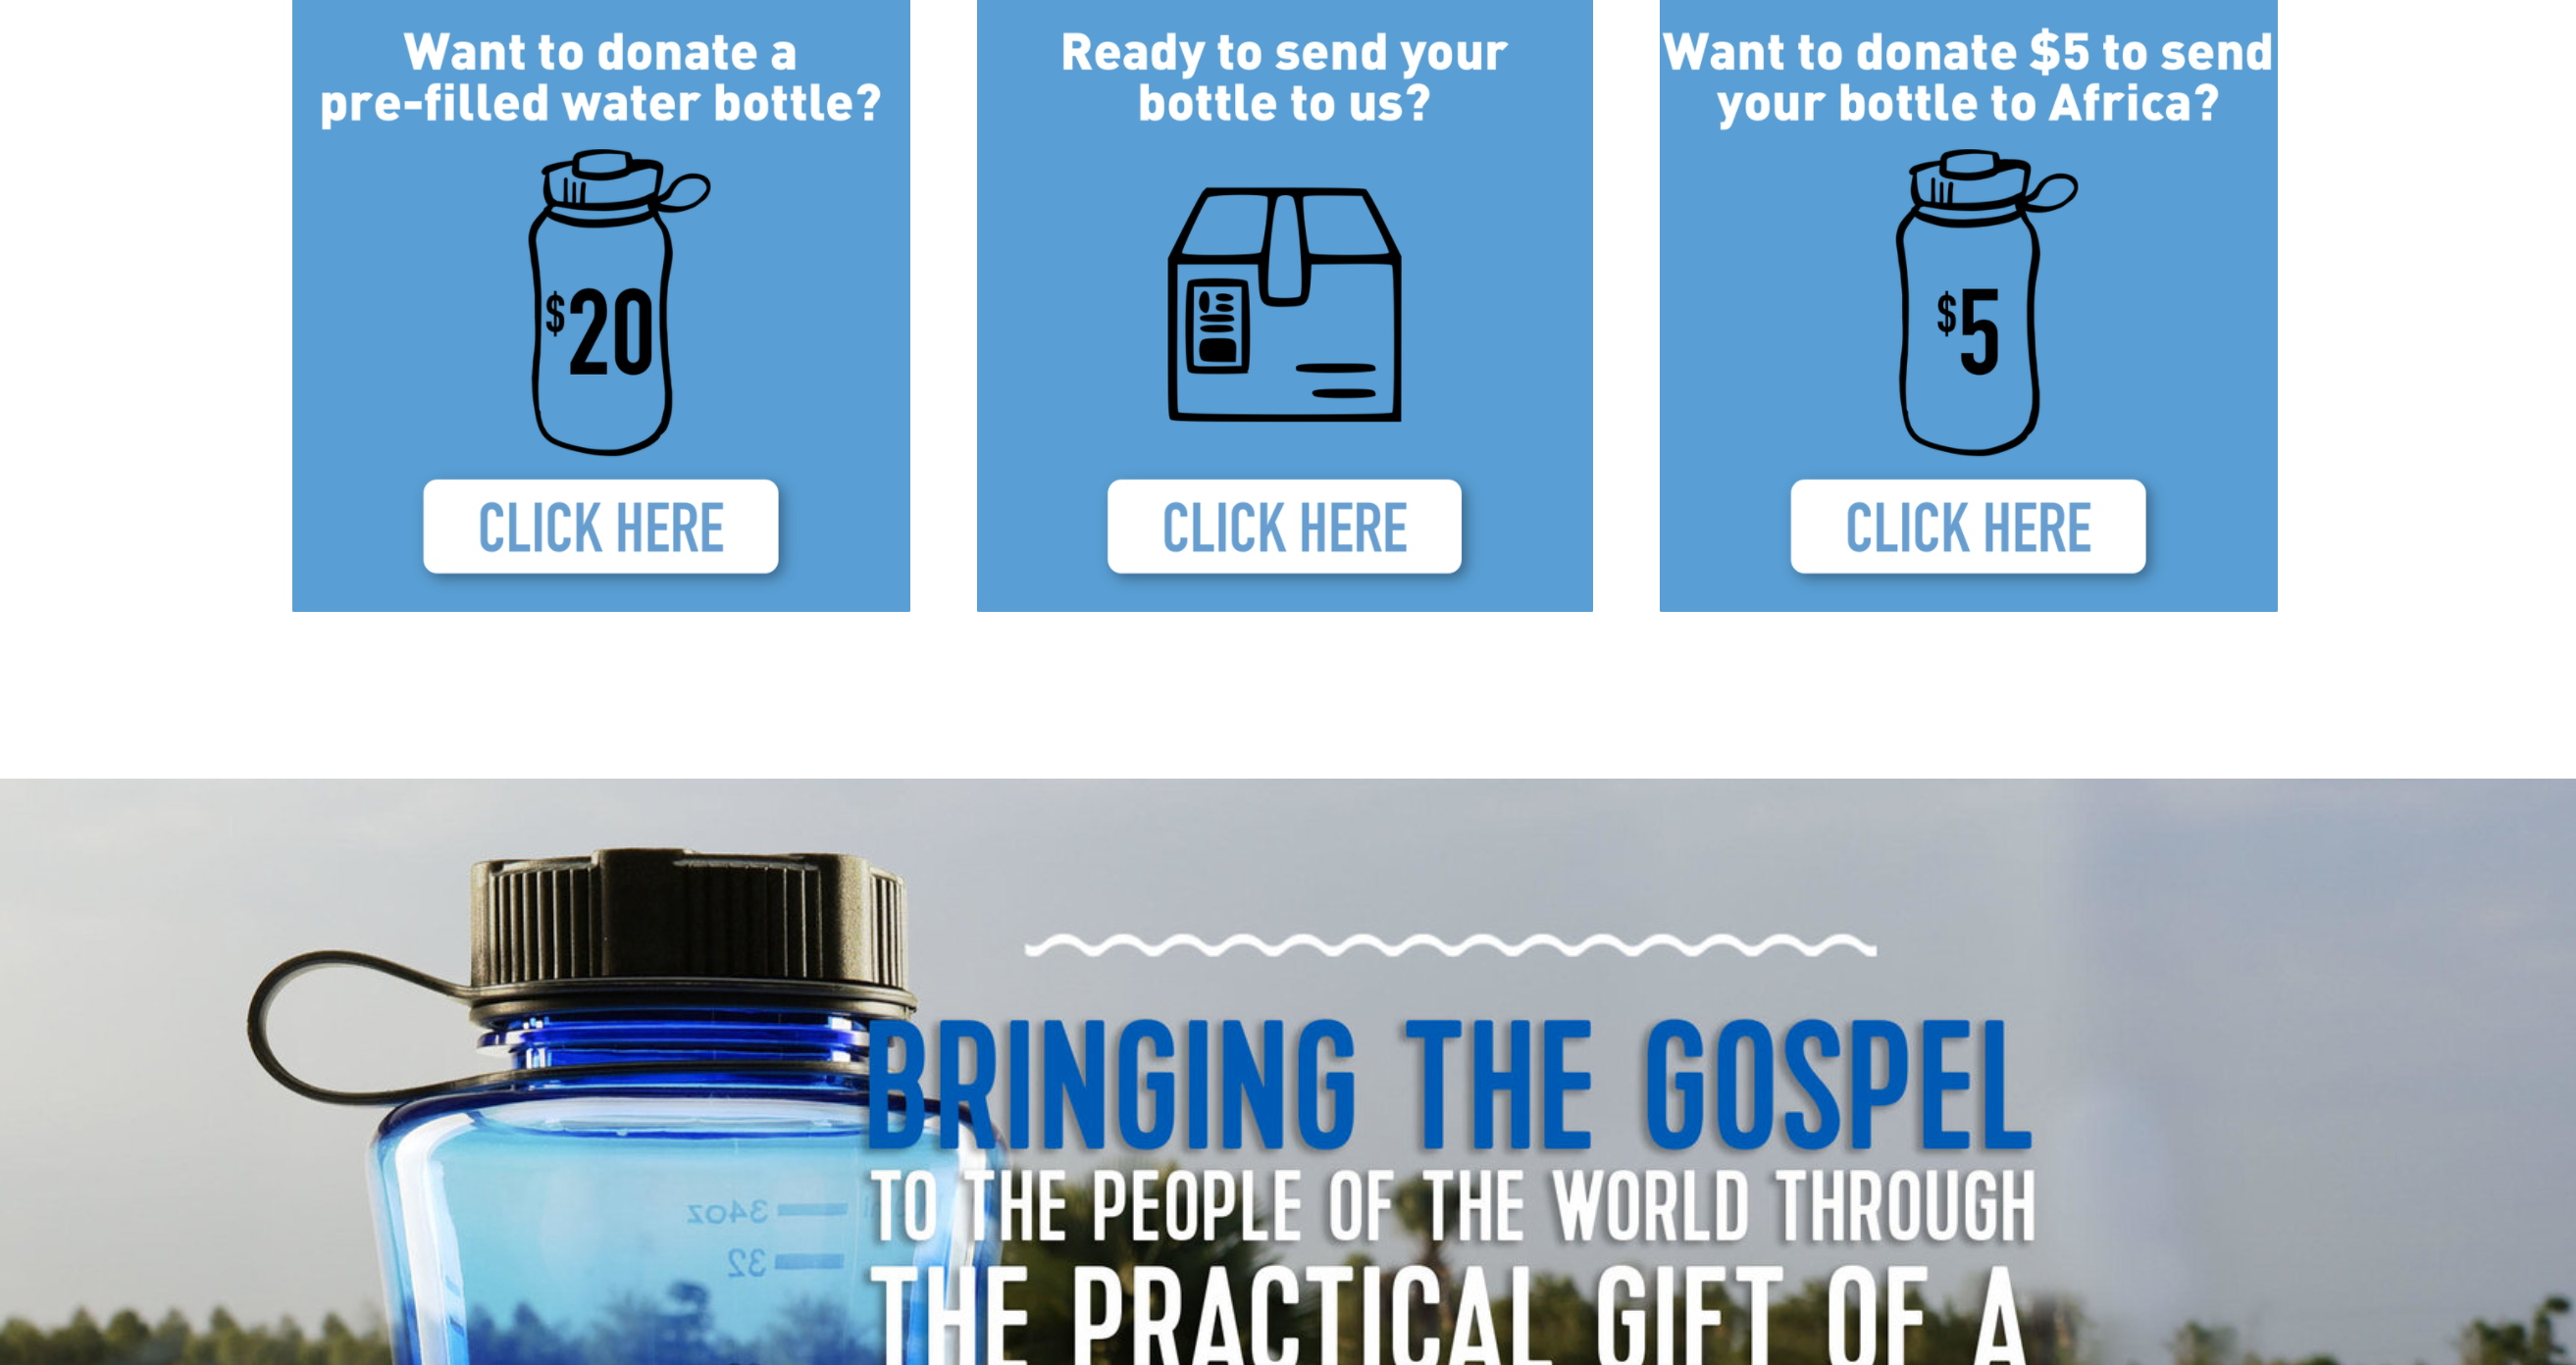 Want to donate a
pre-filled water bottle?
$20
CLICK HERE
Ready to send your
bottle to us?
CLICK HERE
Want to donate $5 to send
your bottle to Africa?
$5
CLICK HERE
BRINGING THE GOSPEL
TO THE PEOPLE OF THE WORLD THROUGH
THE PRACTICAL GIFT OF A
34oz
32